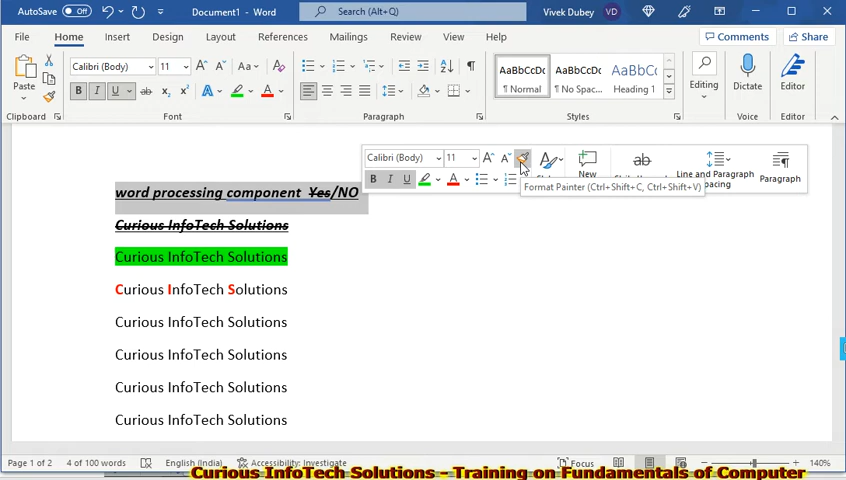 AutoSave Off Document1 - Word Search (Alt+Q) Vivek Dubey VD
File Home Insert Design Layout References Mailings Review View Help Comments Share
Calibri (Body) 11 A A Aa A
AaBbCcDc AaBbCcDc AaBbCc
Paste B I U ab x₂ x² A A ¶ Normal ¶ No Spac... Heading 1 Editing Dictate Editor
Clipboard Font Paragraph Styles Voice Editor
Calibri (Body) 11 A A
B I U A New Line and Paragraph Spacing Paragraph
Format Painter (Ctrl+Shift+C, Ctrl+Shift+V)
word processing component Yes/NO
Curious InfoTech Solutions
Curious InfoTech Solutions
Curious InfoTech Solutions
Curious InfoTech Solutions
Curious InfoTech Solutions
Curious InfoTech Solutions
Curious InfoTech Solutions
Page 1 of 2 4 of 100 words English (India) Accessibility: Investigate Focus 140%
Curious InfoTech Solutions - Training on Fundamentals of Computer